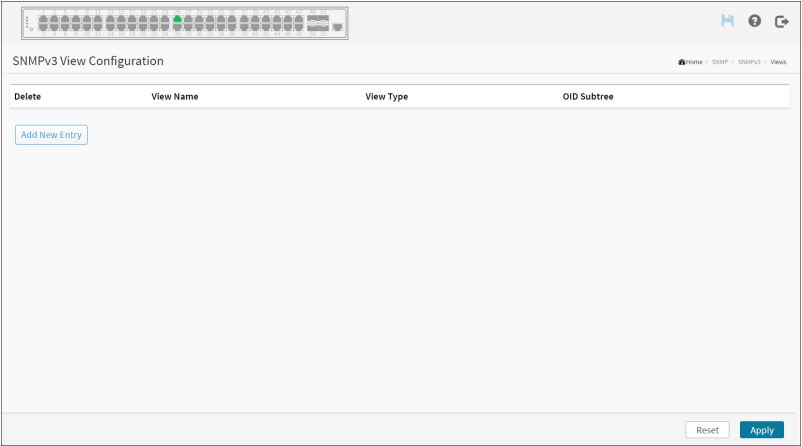 SNMPv3 View Configuration
Home > SNMP > SNMPv3 > Views
Delete View Name View Type OID Subtree
Add New Entry
Reset Apply